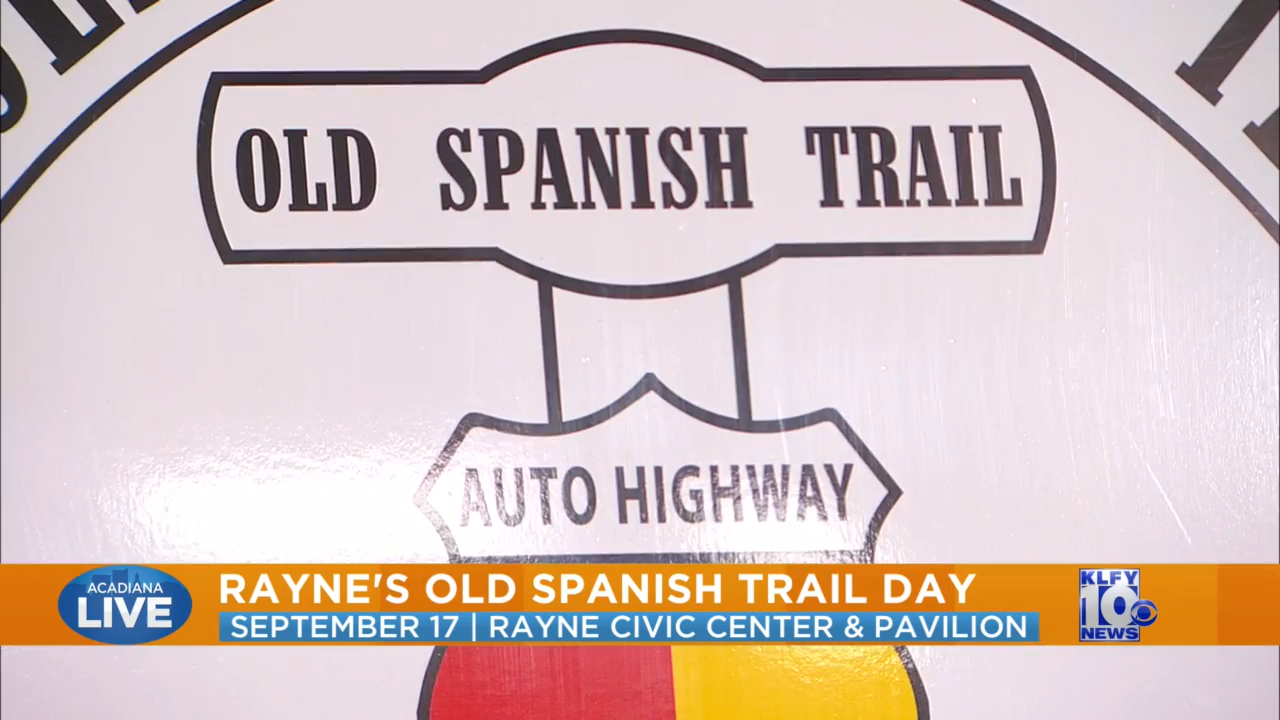 OLD SPANISH TRAIL
AUTO HIGHWAY
ACADIANA
LIVE
RAYNE'S OLD SPANISH TRAIL DAY
SEPTEMBER 17 | RAYNE CIVIC CENTER & PAVILION
KLFY
10
NEWS